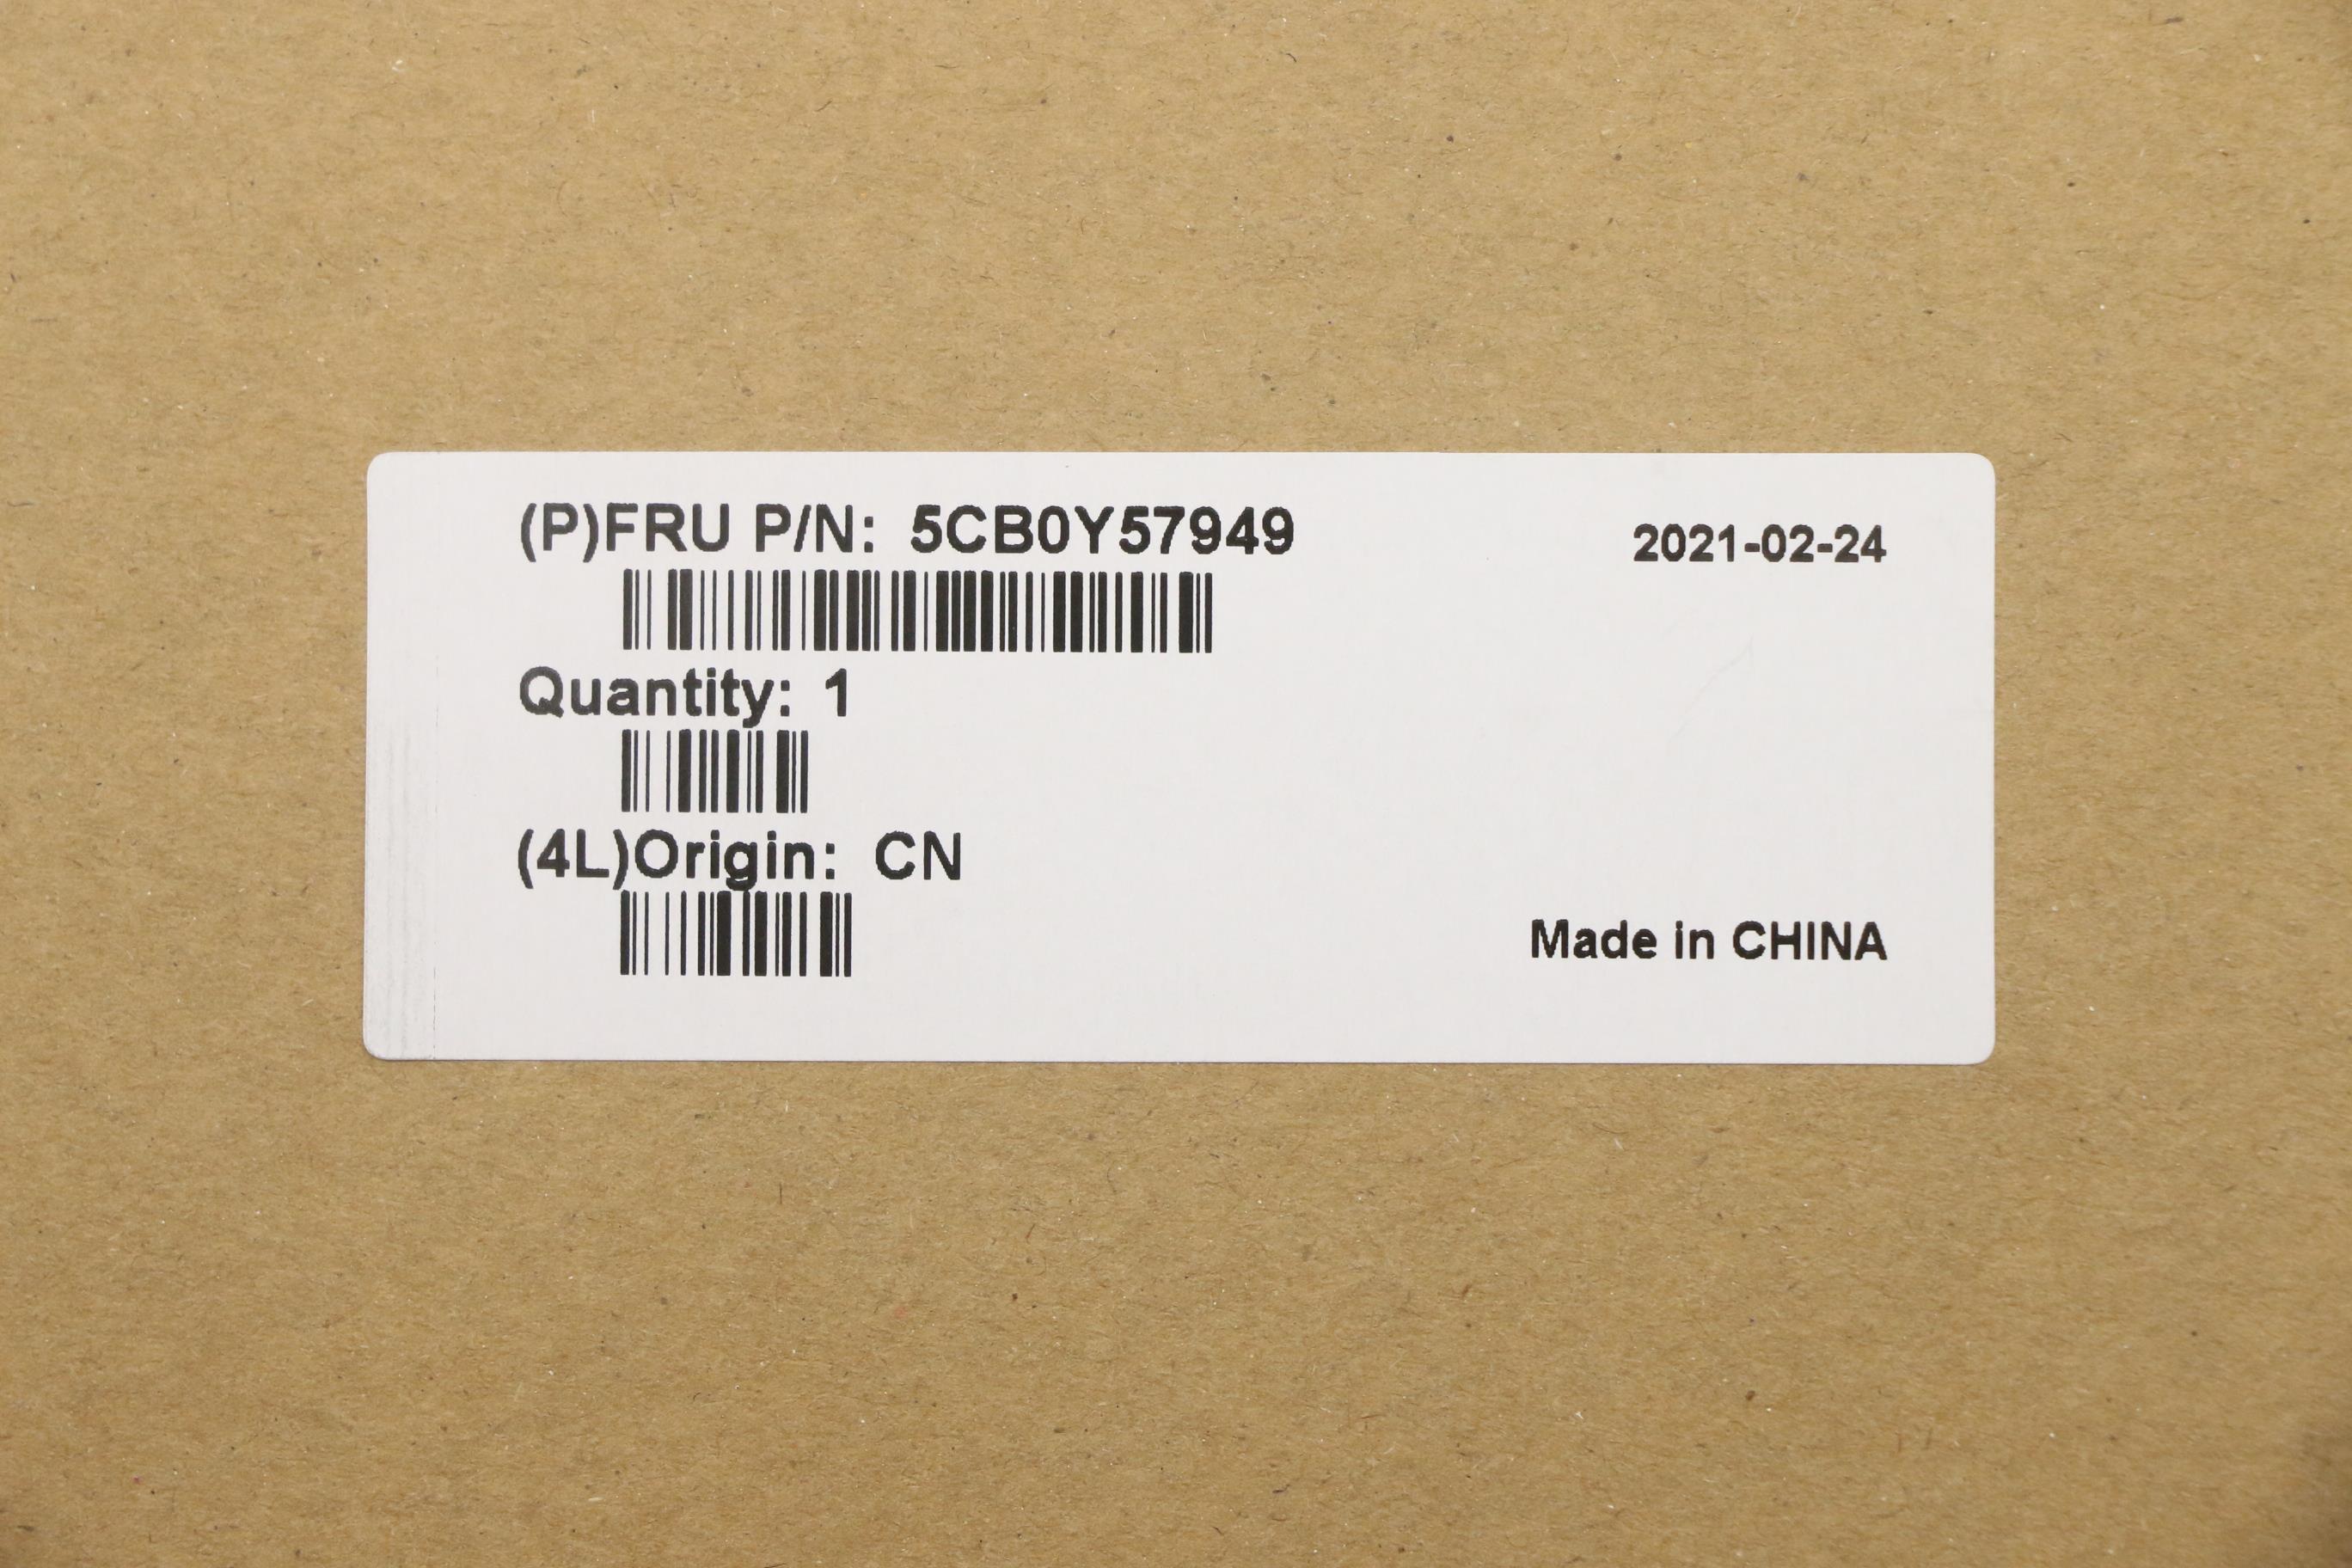 (P)FRU P/N: 5CB0Y57949
2021-02-24
Quantity: 1
(4L)Origin: CN
Made in CHINA